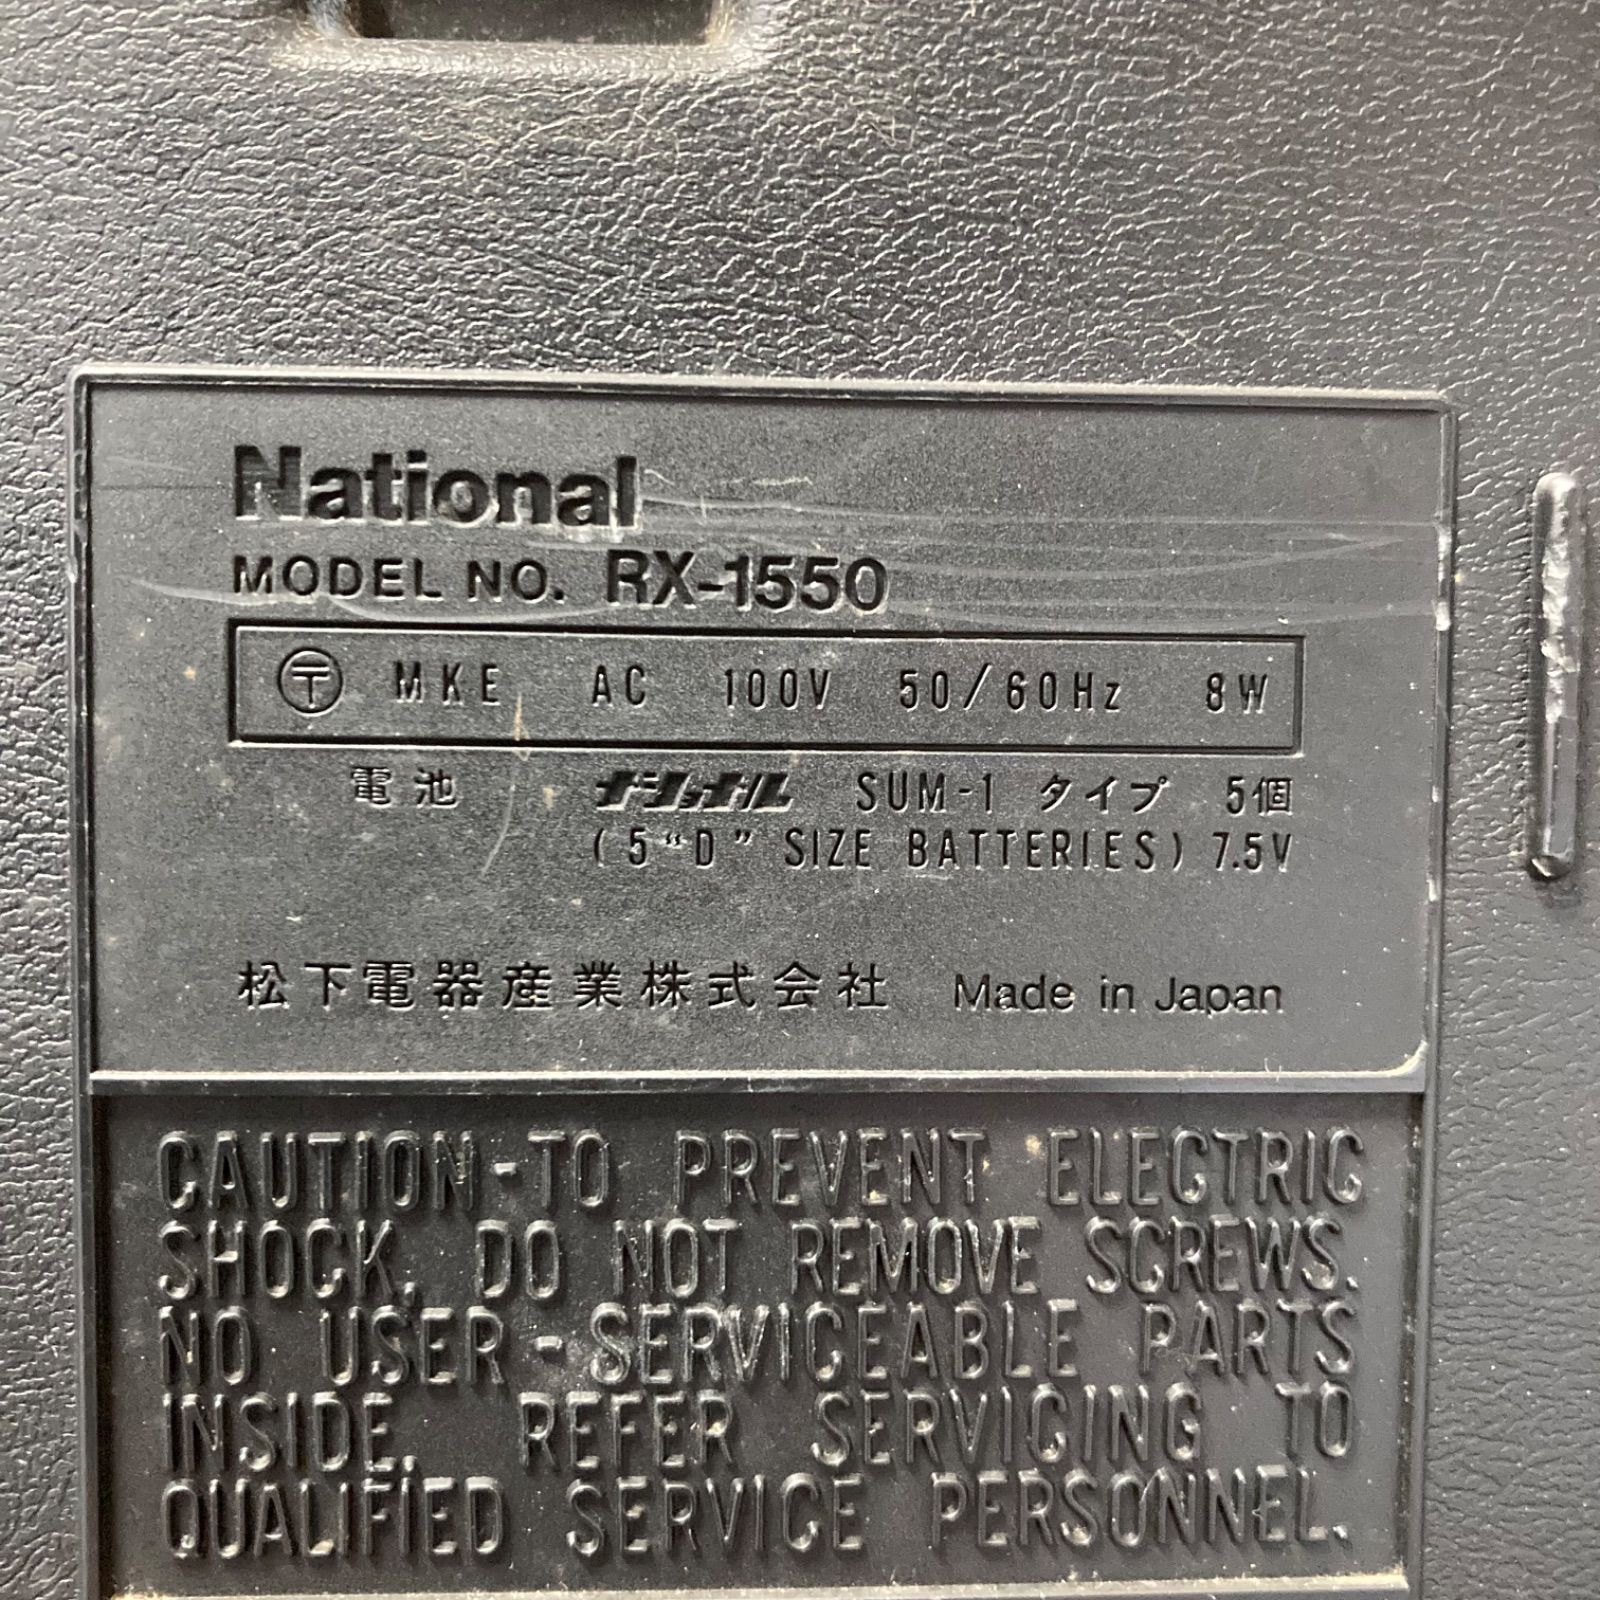 National
MODEL NO. RX-1550
〶 MKE AC 100V 50/60Hz 8W
電池 ナショナル SUM-1 タイプ 5個
(5 “D” SIZE BATTERIES) 7.5V
松下電器産業株式会社 Made in Japan
CAUTION-TO PREVENT ELECTRIC
SHOCK, DO NOT REMOVE SCREWS.
NO USER-SERVICEABLE PARTS
INSIDE. REFER SERVICING TO
QUALIFIED SERVICE PERSONNEL.